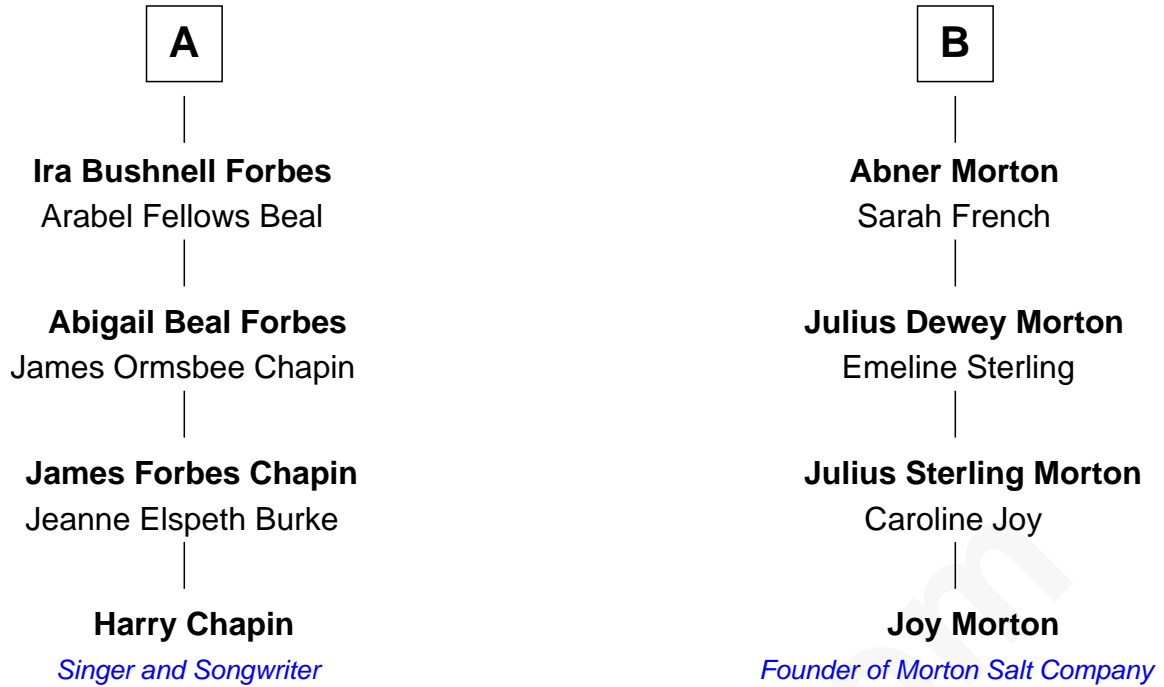 A
Ira Bushnell Forbes
Arabel Fellows Beal
Abigail Beal Forbes
James Ormsbee Chapin
James Forbes Chapin
Jeanne Elspeth Burke
Harry Chapin
Singer and Songwriter
B
Abner Morton
Sarah French
Julius Dewey Morton
Emeline Sterling
Julius Sterling Morton
Caroline Joy
Joy Morton
Founder of Morton Salt Company